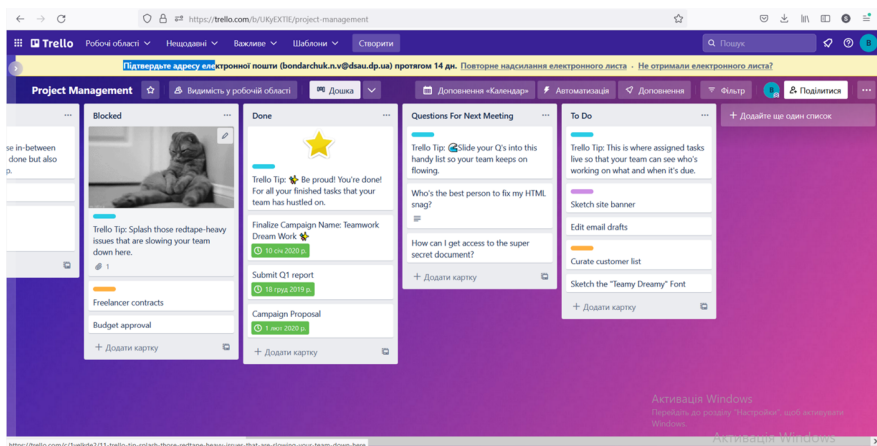 https://trello.com/b/UKyEXTlE/project-management
Trello Робочі області Нещодавні Важливе Шаблони Створити Пошук B
Підтвердьте адресу електронної пошти (bondarchuk.n.v@dsau.dp.ua) протягом 14 дн. Повторне надсилання електронного листа · Не отримали електронного листа?
Project Management Видимість у робочій області Дошка Доповнення «Календар» Автоматизація Доповнення Фільтр B Поділитися
se in-between
done but also
p.
Blocked
Trello Tip: Splash those redtape-heavy
issues that are slowing your team
down here.
1
Freelancer contracts
Budget approval
+ Додати картку
Done
Trello Tip: Be proud! You're done!
For all your finished tasks that your
team has hustled on.
Finalize Campaign Name: Teamwork
Dream Work
10 січ 2020 р.
Submit Q1 report
18 груд 2019 р.
Campaign Proposal
1 лют 2020 р.
+ Додати картку
Questions For Next Meeting
Trello Tip: Slide your Q's into this
handy list so your team keeps on
flowing.
Who's the best person to fix my HTML
snag?
How can I get access to the super
secret document?
+ Додати картку
To Do
Trello Tip: This is where assigned tasks
live so that your team can see who's
working on what and when it's due.
Sketch site banner
Edit email drafts
Curate customer list
Sketch the "Teamy Dreamy" Font
+ Додати картку
+ Додайте ще один список
Активація Windows
Перейдіть до розділу "Настройки", щоб активувати
Windows.
Активація Windows